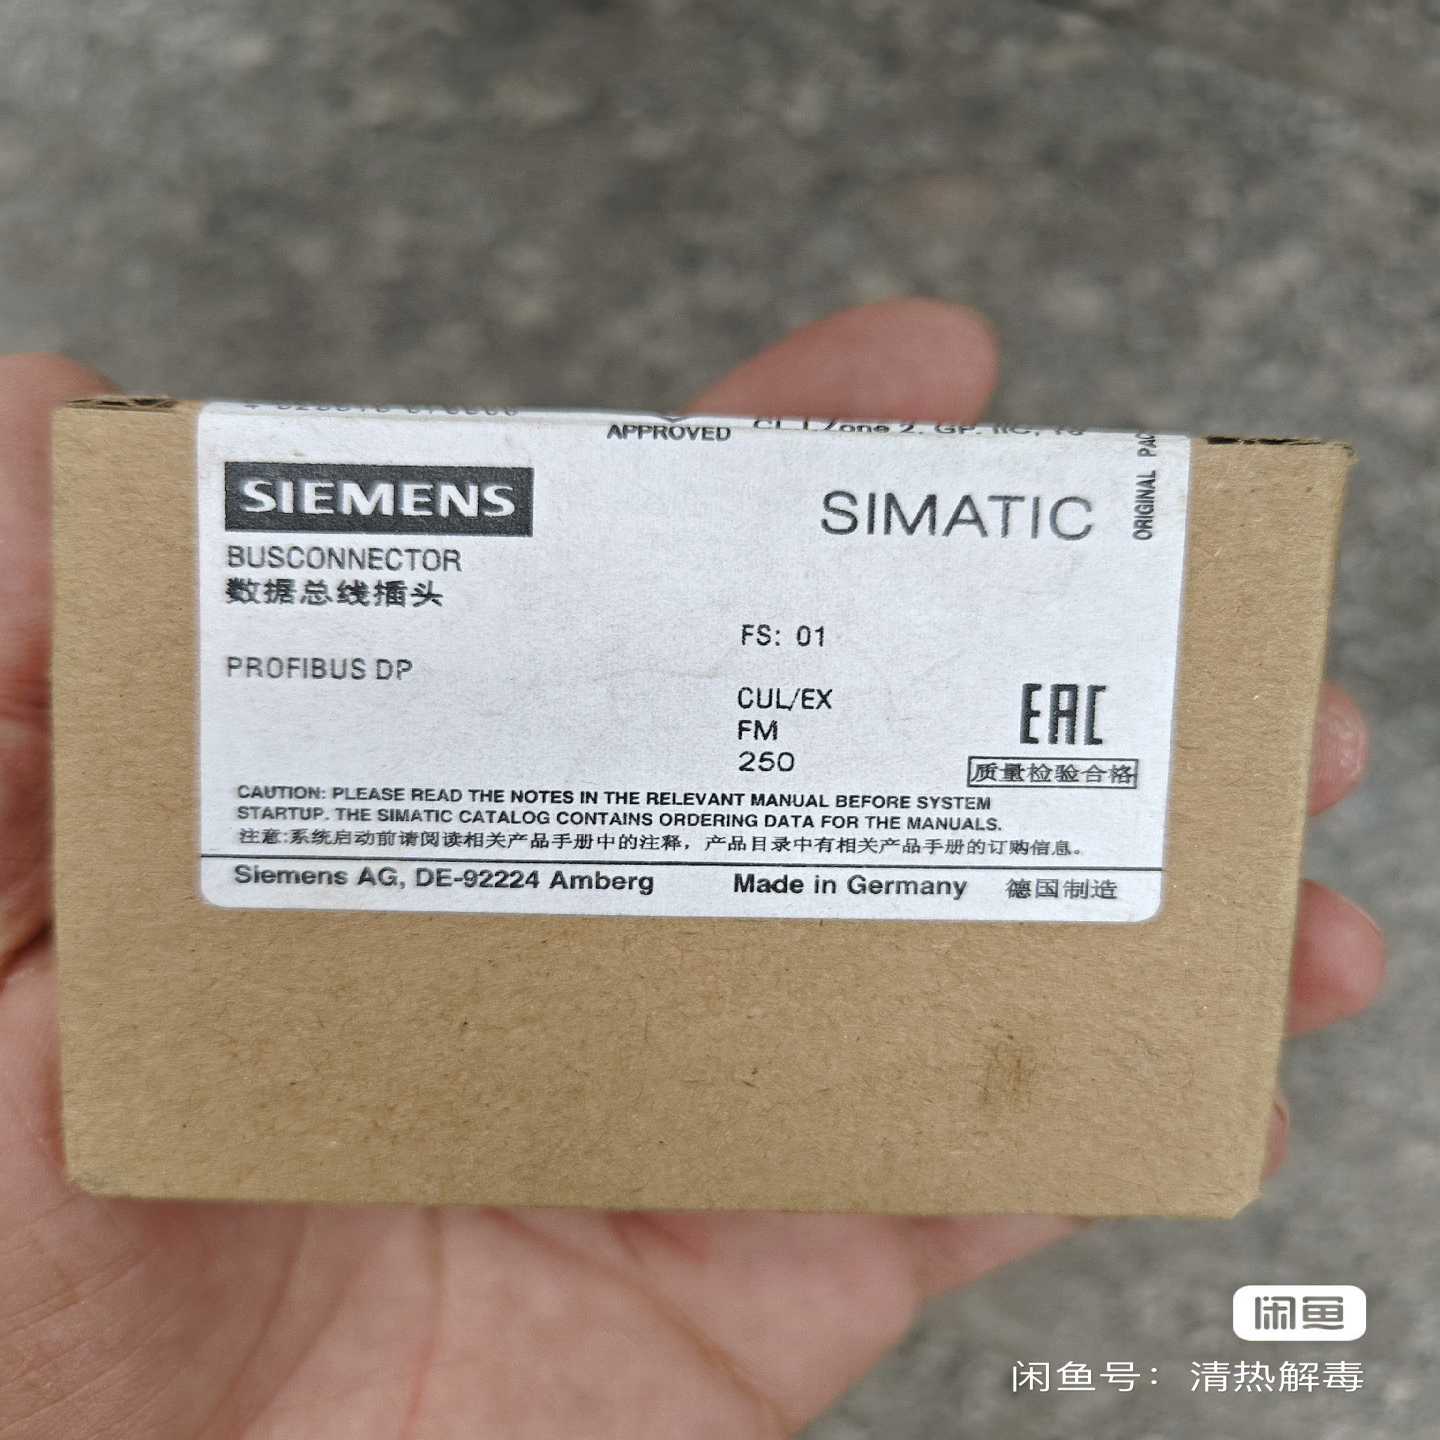 APPROVED
ORIGINAL
SIEMENS
SIMATIC
BUSCONNECTOR
数据总线插头
FS: 01
PROFIBUS DP
CUL/EX
FM
250
EAC
质量检验合格
CAUTION: PLEASE READ THE NOTES IN THE RELEVANT MANUAL BEFORE SYSTEM
STARTUP. THE SIMATIC CATALOG CONTAINS ORDERING DATA FOR THE MANUALS.
注意:系统启动前请阅读相关产品手册中的注释，产品目录中有相关产品手册的订购信息。
Siemens AG, DE-92224 Amberg
Made in Germany 德国制造
闲鱼
闲鱼号：清热解毒